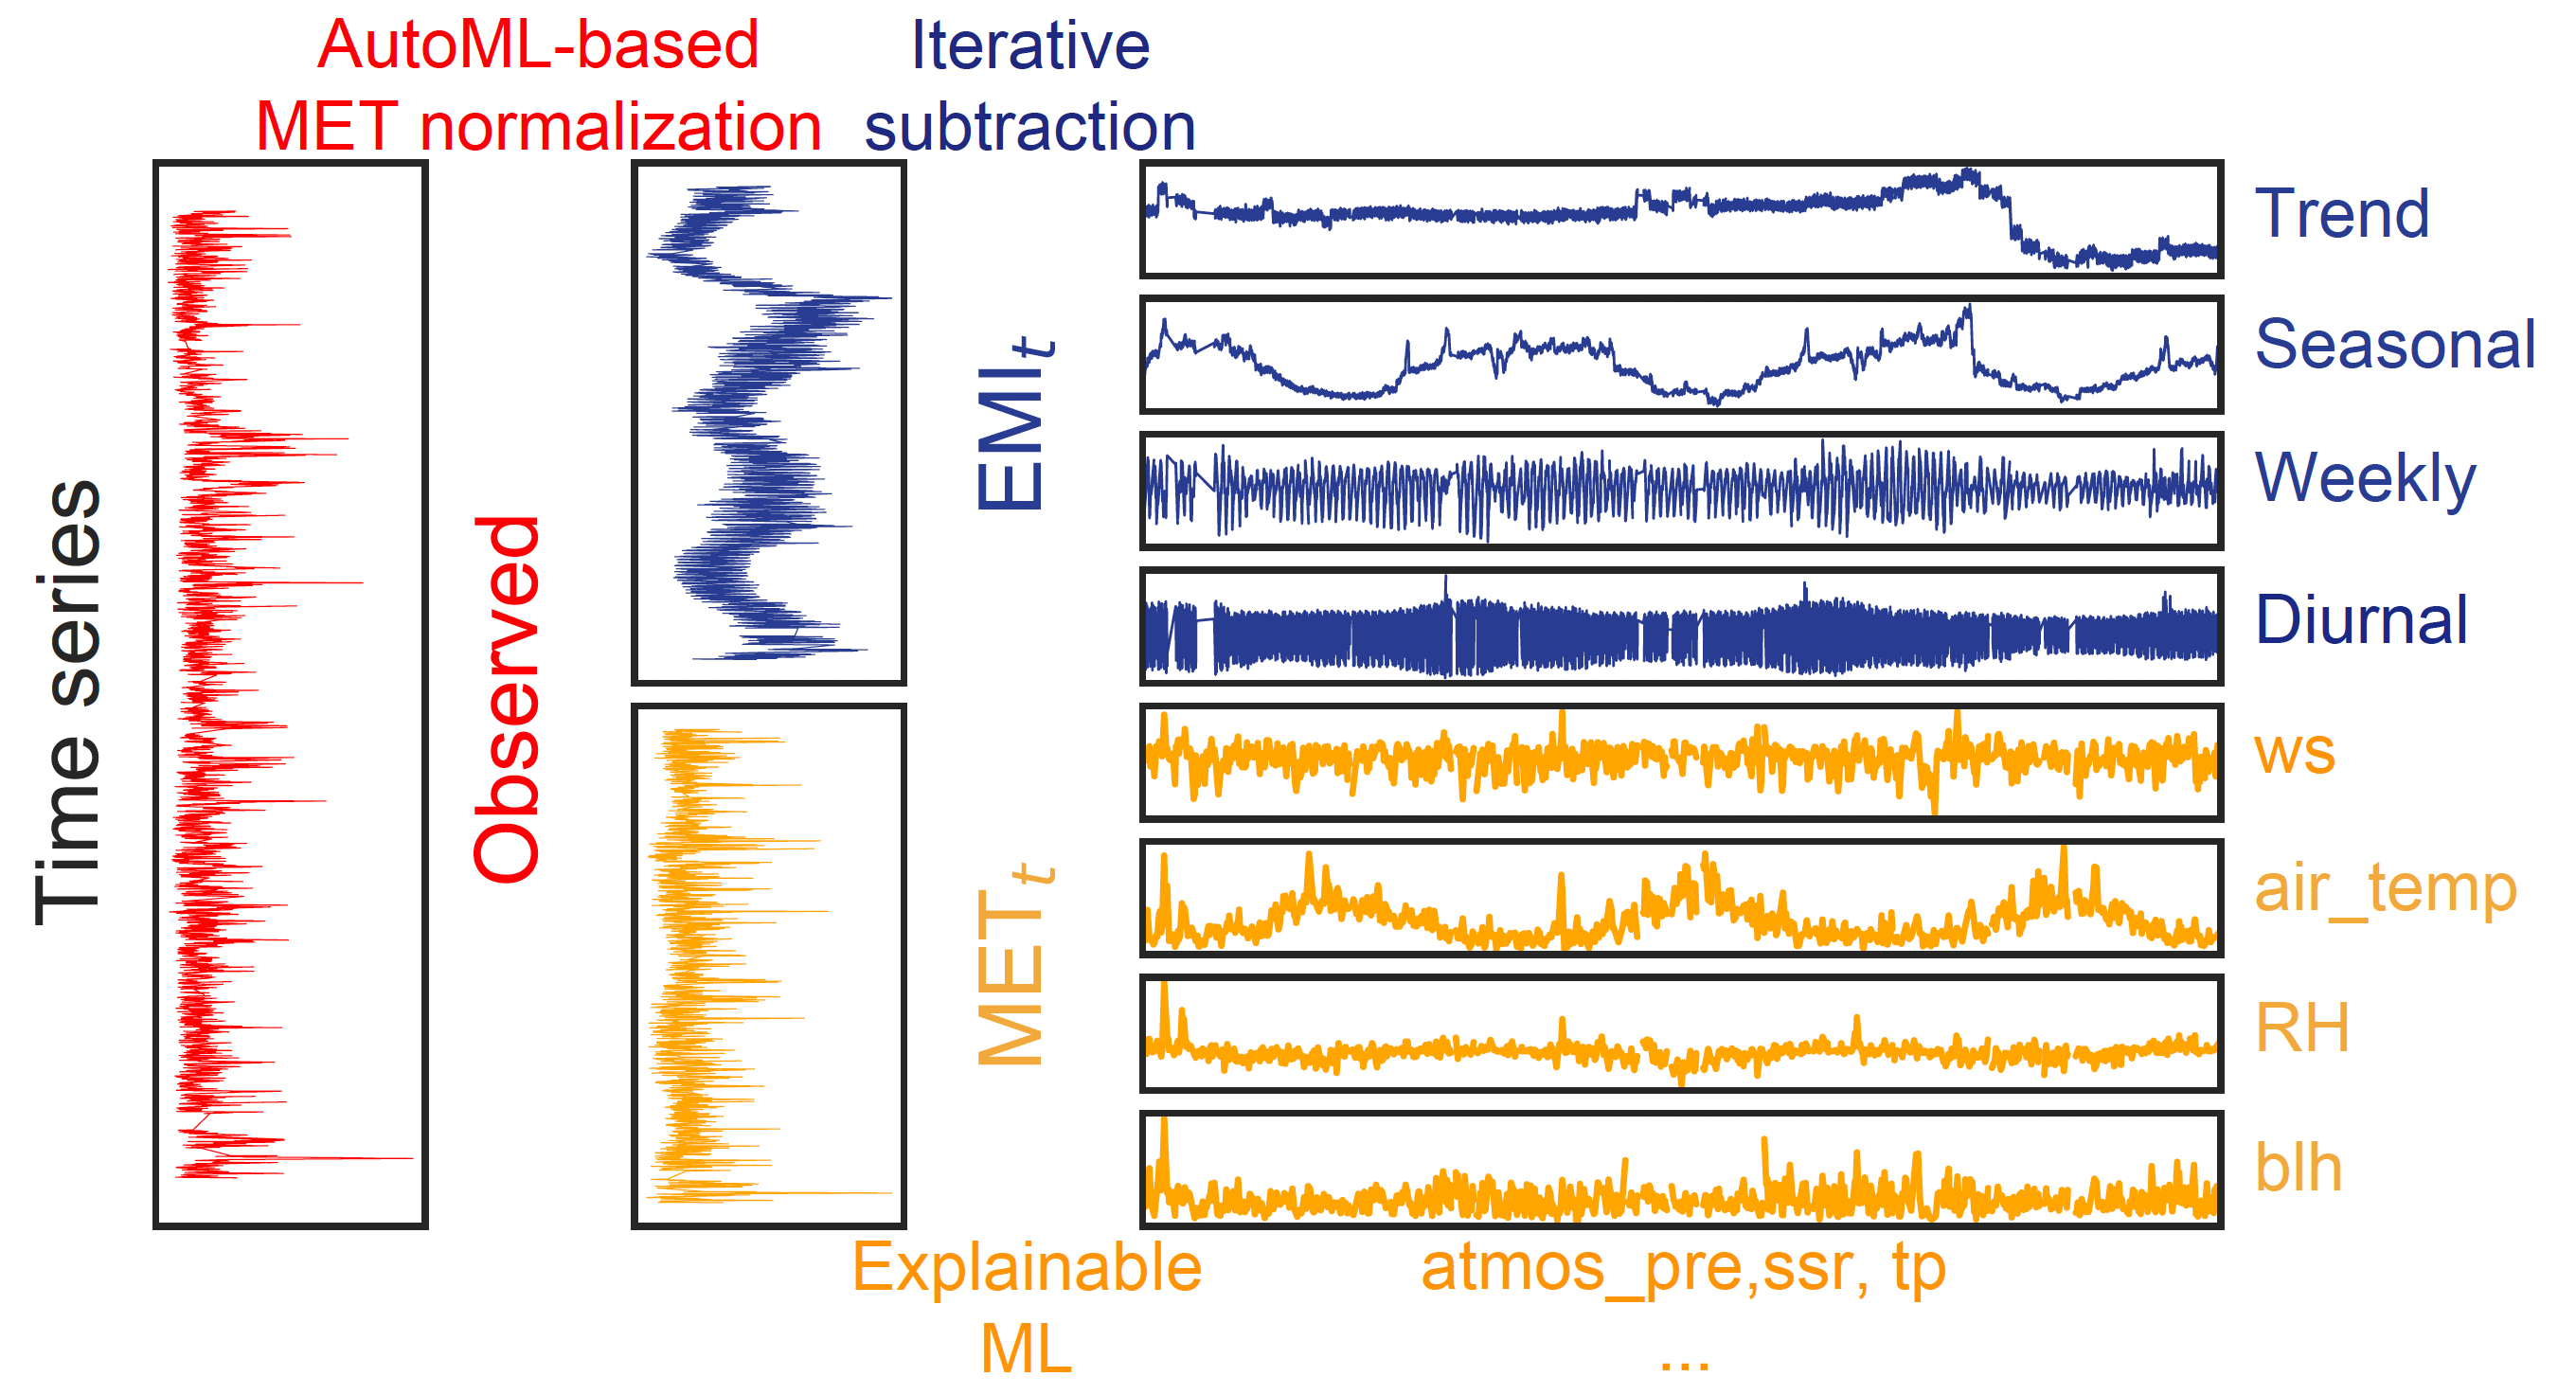 AutoML-based
MET normalization
Iterative
subtraction
Time series
Observed
EMIt
METt
Trend
Seasonal
Weekly
Diurnal
ws
air_temp
RH
blh
Explainable
ML
atmos_pre,ssr, tp
...